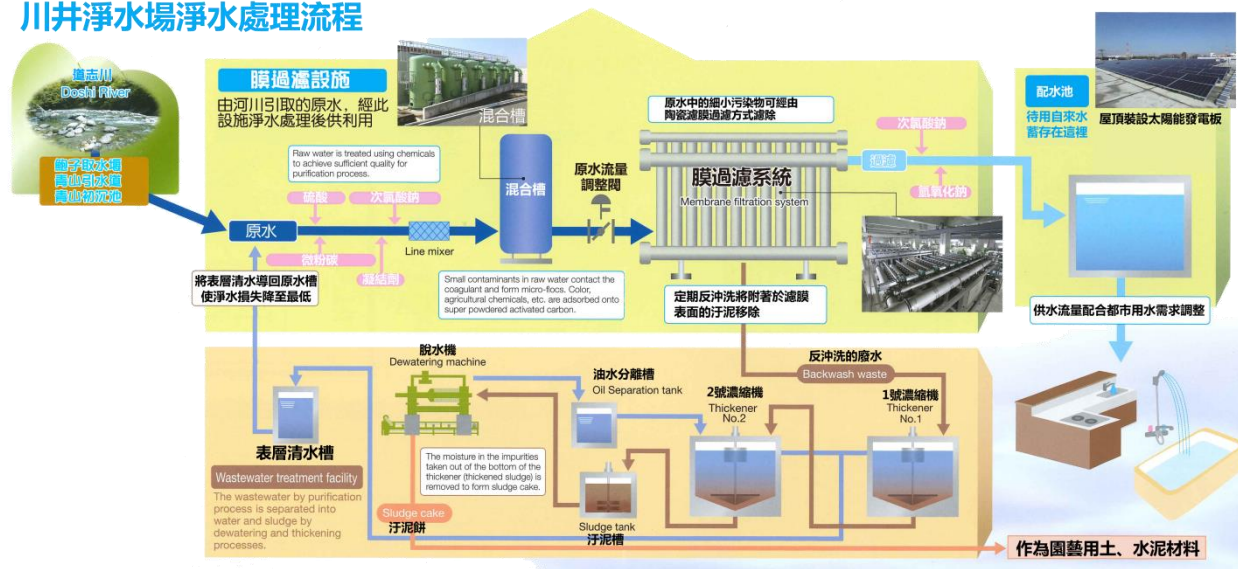 川井淨水場淨水處理流程
道志川
Doshi River
鮑子取水場
青山引水道
青山初沉池
膜過濾設施
由河川引取的原水，經此
設施淨水處理後供利用
混合槽
Raw water is treated using chemicals
to achieve sufficient quality for
purification process.
硫酸
次氯酸鈉
原水
微粉碳
凝結劑
Line mixer
混合槽
原水流量
調整閥
原水中的細小污染物可經由
陶瓷濾膜過濾方式濾除
膜過濾系統
Membrane filtration system
次氯酸鈉
過濾
氫氧化鈉
配水池
待用自來水
蓄存在這裡
屋頂裝設太陽能發電板
將表層清水導回原水槽
使淨水損失降至最低
Small contaminants in raw water contact the
coagulant and form micro-flocs. Color,
agricultural chemicals, etc. are adsorbed onto
super powdered activated carbon.
定期反沖洗將附著於濾膜
表面的汙泥移除
供水流量配合都市用水需求調整
脫水機
Dewatering machine
油水分離槽
Oil Separation tank
反沖洗的廢水
Backwash waste
2號濃縮機
Thickener
No.2
1號濃縮機
Thickener
No.1
表層清水槽
Wastewater treatment facility
The wastewater by purification
process is separated into
water and sludge by
dewatering and thickening
processes.
The moisture in the impurities
taken out of the bottom of the
thickener (thickened sludge) is
removed to form sludge cake.
Sludge cake
汙泥餅
Sludge tank
汙泥槽
作為園藝用土、水泥材料